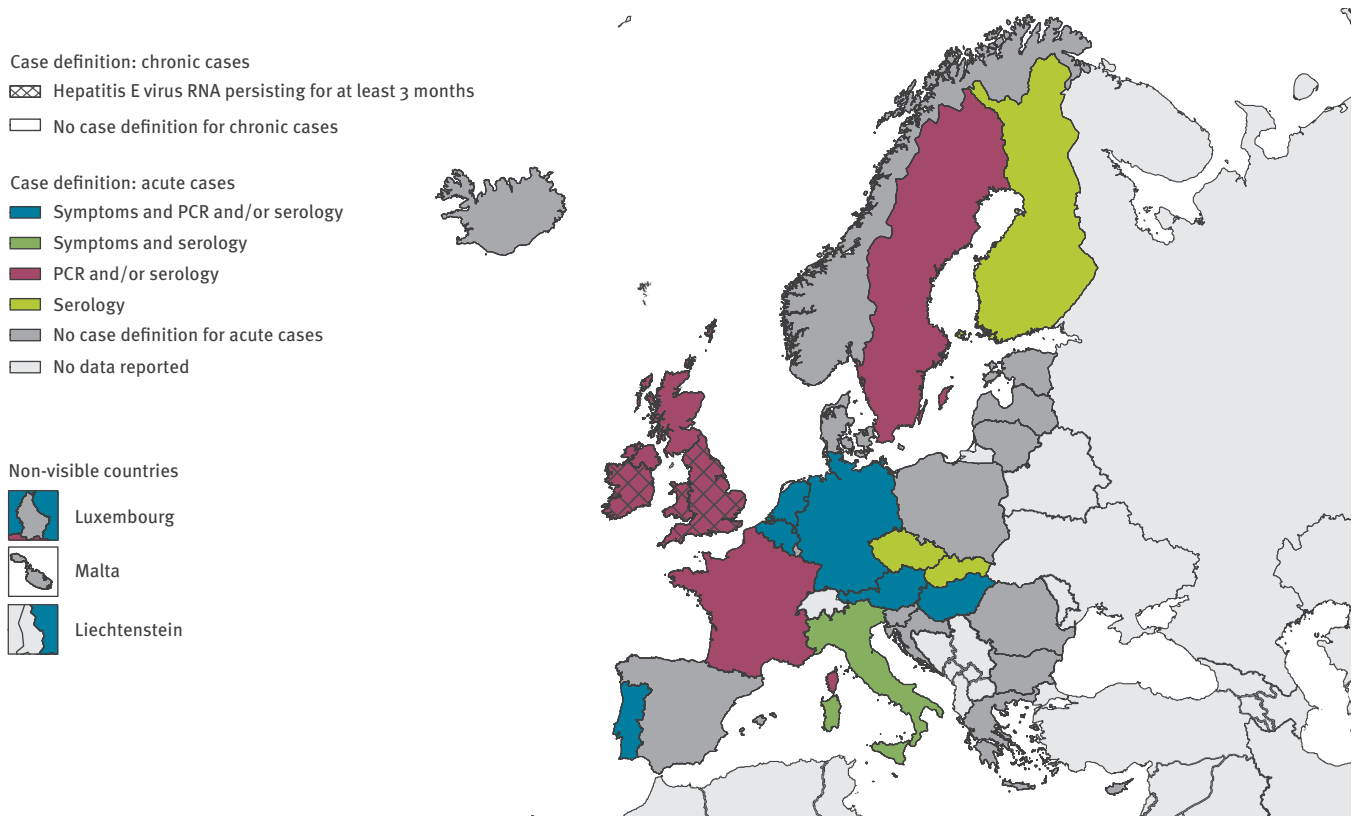 Case definition: chronic cases
Hepatitis E virus RNA persisting for at least 3 months
No case definition for chronic cases
Case definition: acute cases
Symptoms and PCR and/or serology
Symptoms and serology
PCR and/or serology
Serology
No case definition for acute cases
No data reported
Non-visible countries
Luxembourg
Malta
Liechtenstein